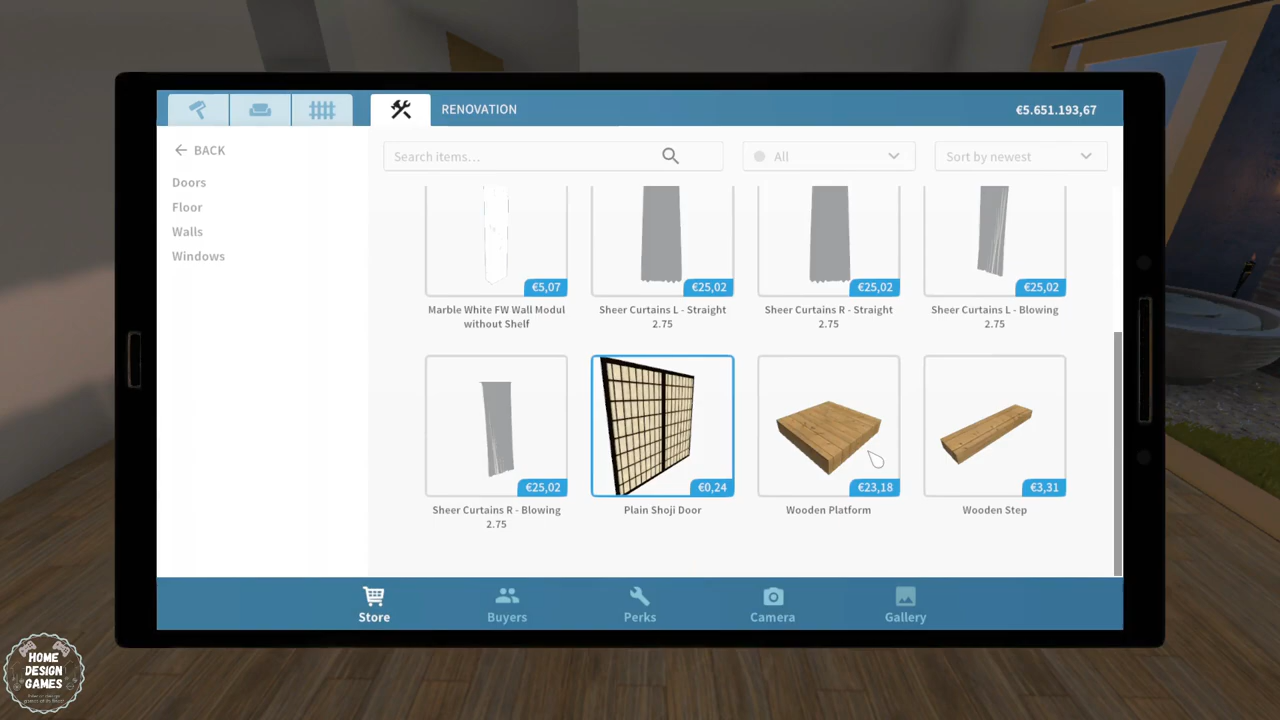 RENOVATION
€5.651.193,67
BACK
Search items...
All
Sort by newest
Doors
Floor
Walls
Windows
€5,07
€25,02
€25,02
€25,02
Marble White FW Wall Modul
without Shelf
Sheer Curtains L - Straight
2.75
Sheer Curtains R - Straight
2.75
Sheer Curtains L - Blowing
2.75
€25,02
€0,24
€23,18
€3,31
Sheer Curtains R - Blowing
2.75
Plain Shoji Door
Wooden Platform
Wooden Step
Store
Buyers
Perks
Camera
Gallery
HOME
DESIGN
GAMES